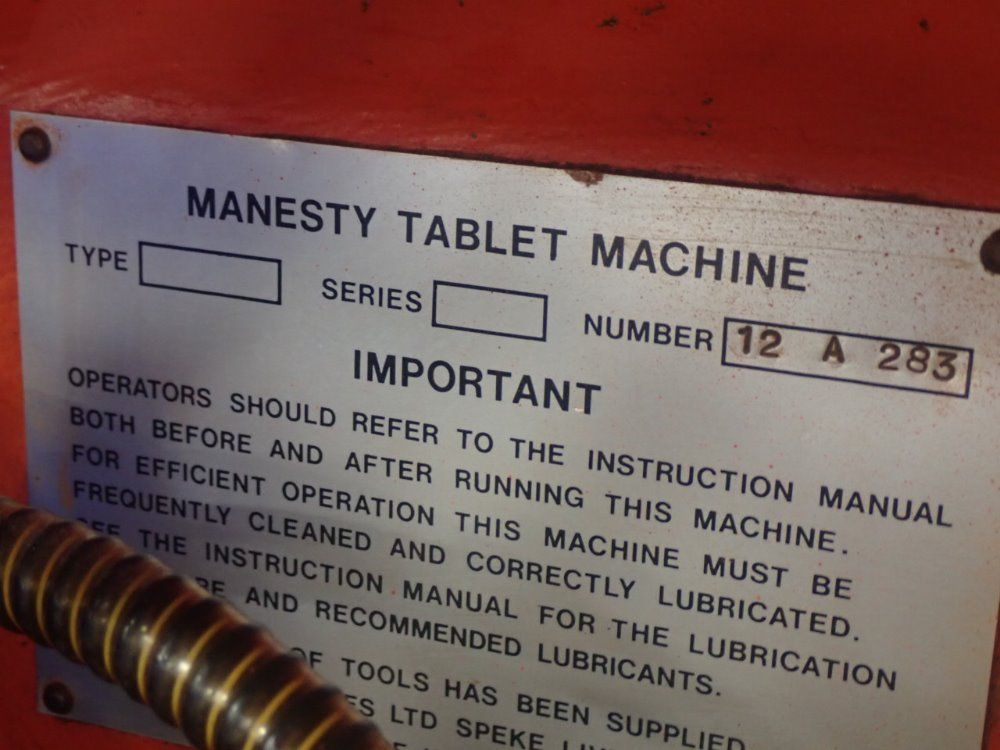 MANESTY TABLET MACHINE
TYPE SERIES NUMBER 12 A 283
IMPORTANT
OPERATORS SHOULD REFER TO THE INSTRUCTION MANUAL
BOTH BEFORE AND AFTER RUNNING THIS MACHINE.
FOR EFFICIENT OPERATION THIS MACHINE MUST BE
FREQUENTLY CLEANED AND CORRECTLY LUBRICATED.
SEE THE INSTRUCTION MANUAL FOR THE LUBRICATION
AND RECOMMENDED LUBRICANTS.
OF TOOLS HAS BEEN SUPPLIED
LTD SPEKE